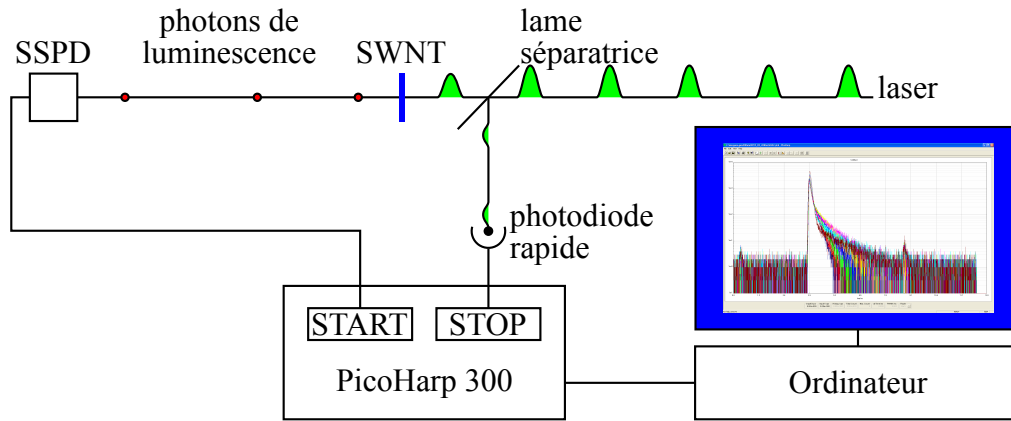 photons de
luminescence
SSPD
SWNT
lame
séparatrice
laser
photodiode
rapide
START
STOP
PicoHarp 300
Ordinateur